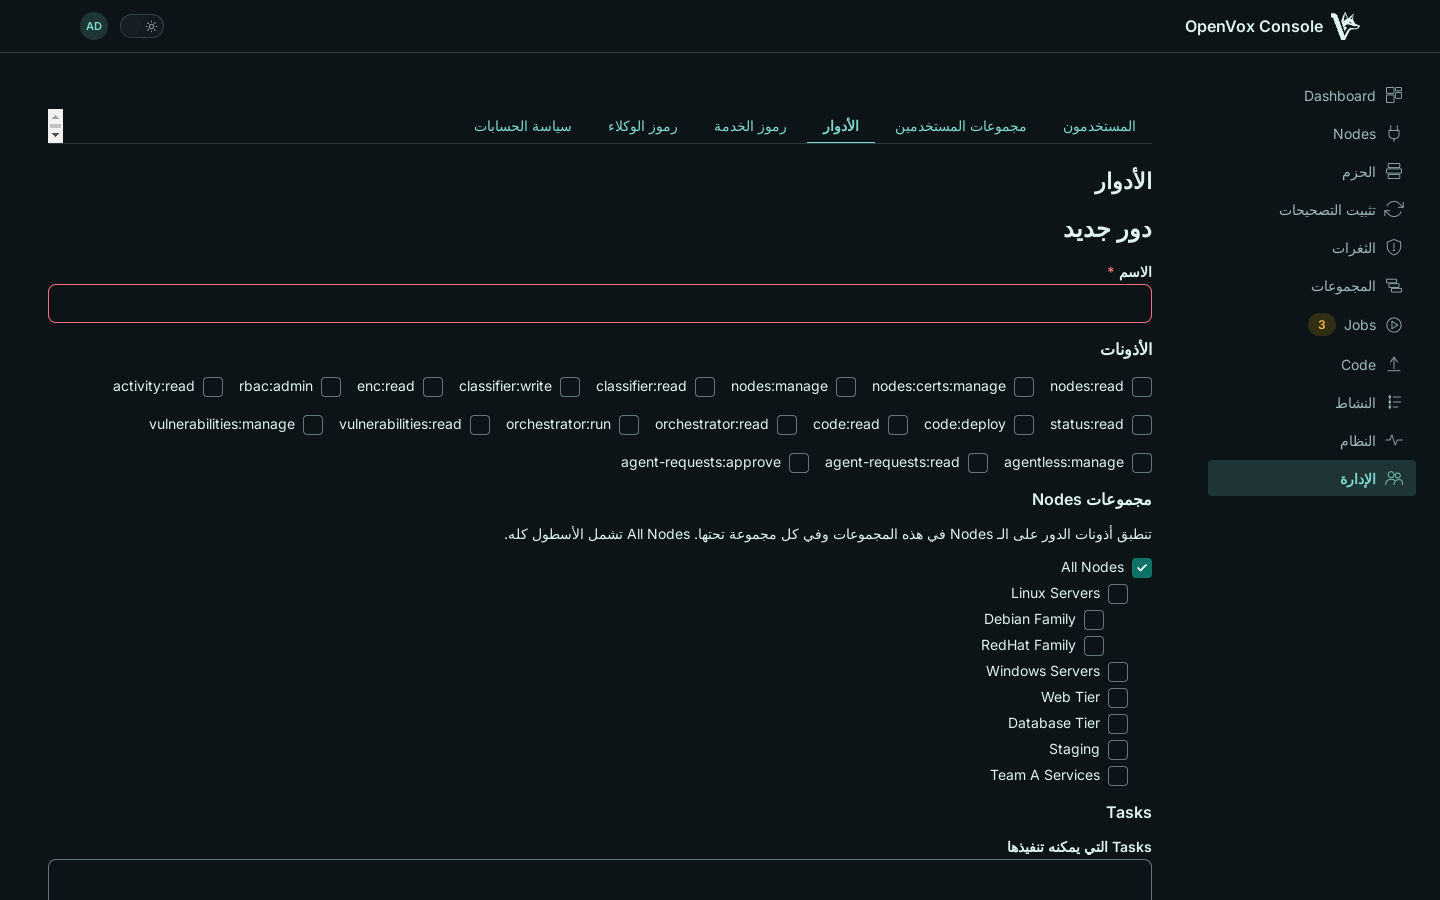 OpenVox Console
AD
Dashboard
Nodes
الحزم
تثبيت التصحيحات
الثغرات
المجموعات
Jobs 3
Code
النشاط
النظام
الإدارة
المستخدمون مجموعات المستخدمين الأدوار رموز الخدمة رموز الوكلاء سياسة الحسابات
الأدوار
دور جديد
الاسم *
الأذونات
nodes:read nodes:certs:manage nodes:manage classifier:read classifier:write enc:read rbac:admin activity:read
status:read code:deploy code:read orchestrator:read orchestrator:run vulnerabilities:read vulnerabilities:manage
agentless:manage agent-requests:read agent-requests:approve
مجموعات Nodes
تنطبق أذونات الدور على الـ Nodes في هذه المجموعات وفي كل مجموعة تحتها. All Nodes تشمل الأسطول كله.
All Nodes
Linux Servers
Debian Family
RedHat Family
Windows Servers
Web Tier
Database Tier
Staging
Team A Services
Tasks
Tasks التي يمكنه تنفيذها